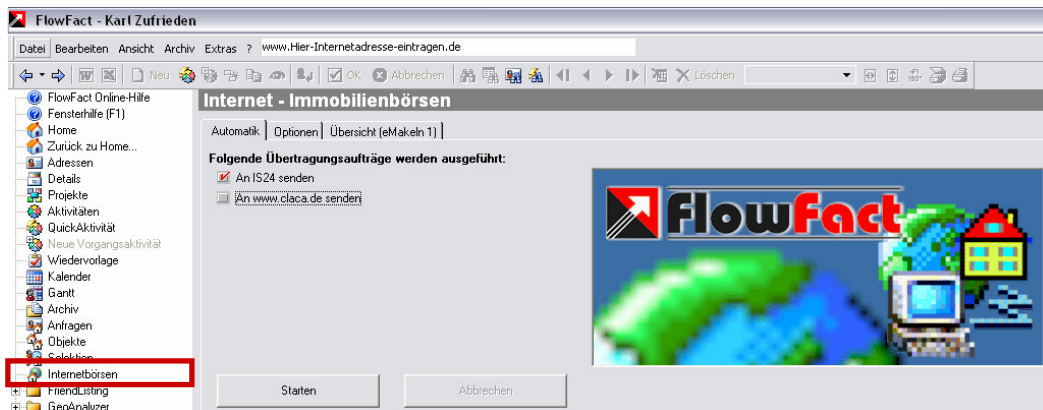 FlowFact - Karl Zufrieden
Datei Bearbeiten Ansicht Archiv Extras ? www.Hier-Internetadresse-eintragen.de
Neu OK Abbrechen Löschen
FlowFact Online-Hilfe
Fensterhilfe (F1)
Home
Zurück zu Home...
Adressen
Details
Projekte
Aktivitäten
QuickAktivität
Neue Vorgangsaktivität
Wiedervorlage
Kalender
Gantt
Archiv
Anfragen
Objekte
Selektion
Internetbörsen
FriendListing
GeoAnalyzer
Internet - Immobilienbörsen
Automatik Optionen Übersicht (eMakeln 1)
Folgende Übertragungsaufträge werden ausgeführt:
An IS24 senden
An www.claca.de senden
FlowFact
Starten Abbrechen